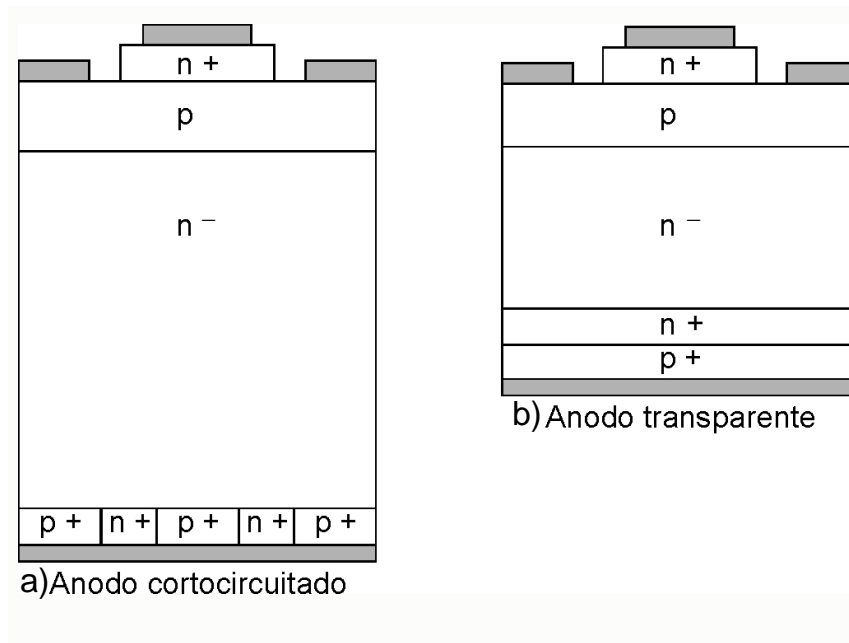 n +
p
n –
p + n + p + n + p +
a)Anodo cortocircuitado
n +
p
n –
n +
p +
b) Anodo transparente